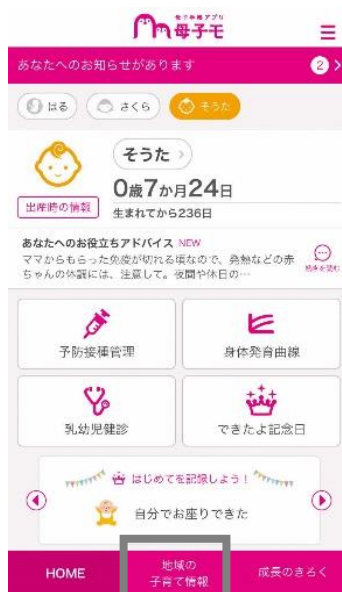 母子手帳アプリ
母子モ
あなたへのお知らせがあります 2
はる さくら そうた
そうた
0歳7か月24日
出産時の情報
生まれてから236日
あなたへのお役立ちアドバイス NEW
ママからもらった免疫が切れる頃なので、発熱などの赤
ちゃんの体調には、注意して。夜間や休日の…
続きを読む
予防接種管理 身体発育曲線
乳幼児健診 できたよ記念日
はじめてを記録しよう!
自分でお座りできた
HOME 地域の
子育て情報 成長のきろく